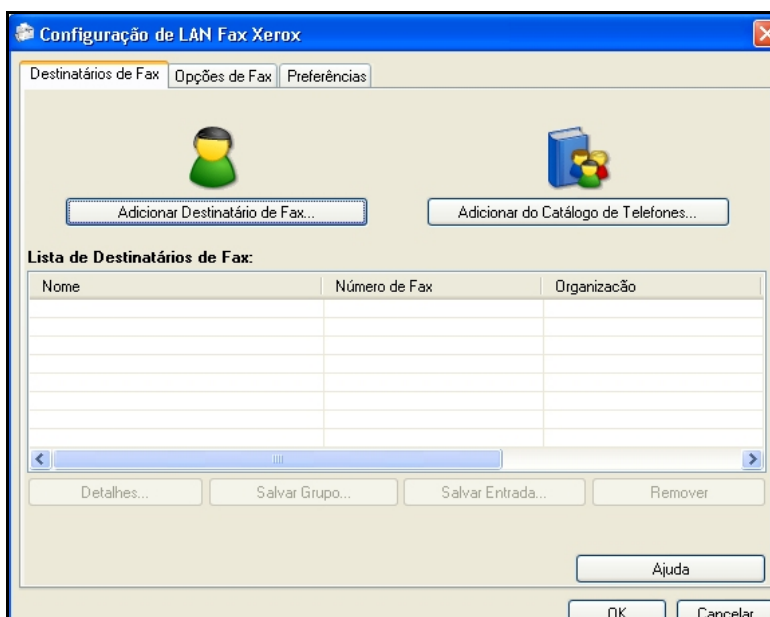 Configuração de LAN Fax Xerox
Destinatários de Fax Opções de Fax Preferências
Adicionar Destinatário de Fax... Adicionar do Catálogo de Telefones...
Lista de Destinatários de Fax:
Nome Número de Fax Organizacão
Detalhes... Salvar Grupo... Salvar Entrada... Remover
Ajuda
OK Cancelar